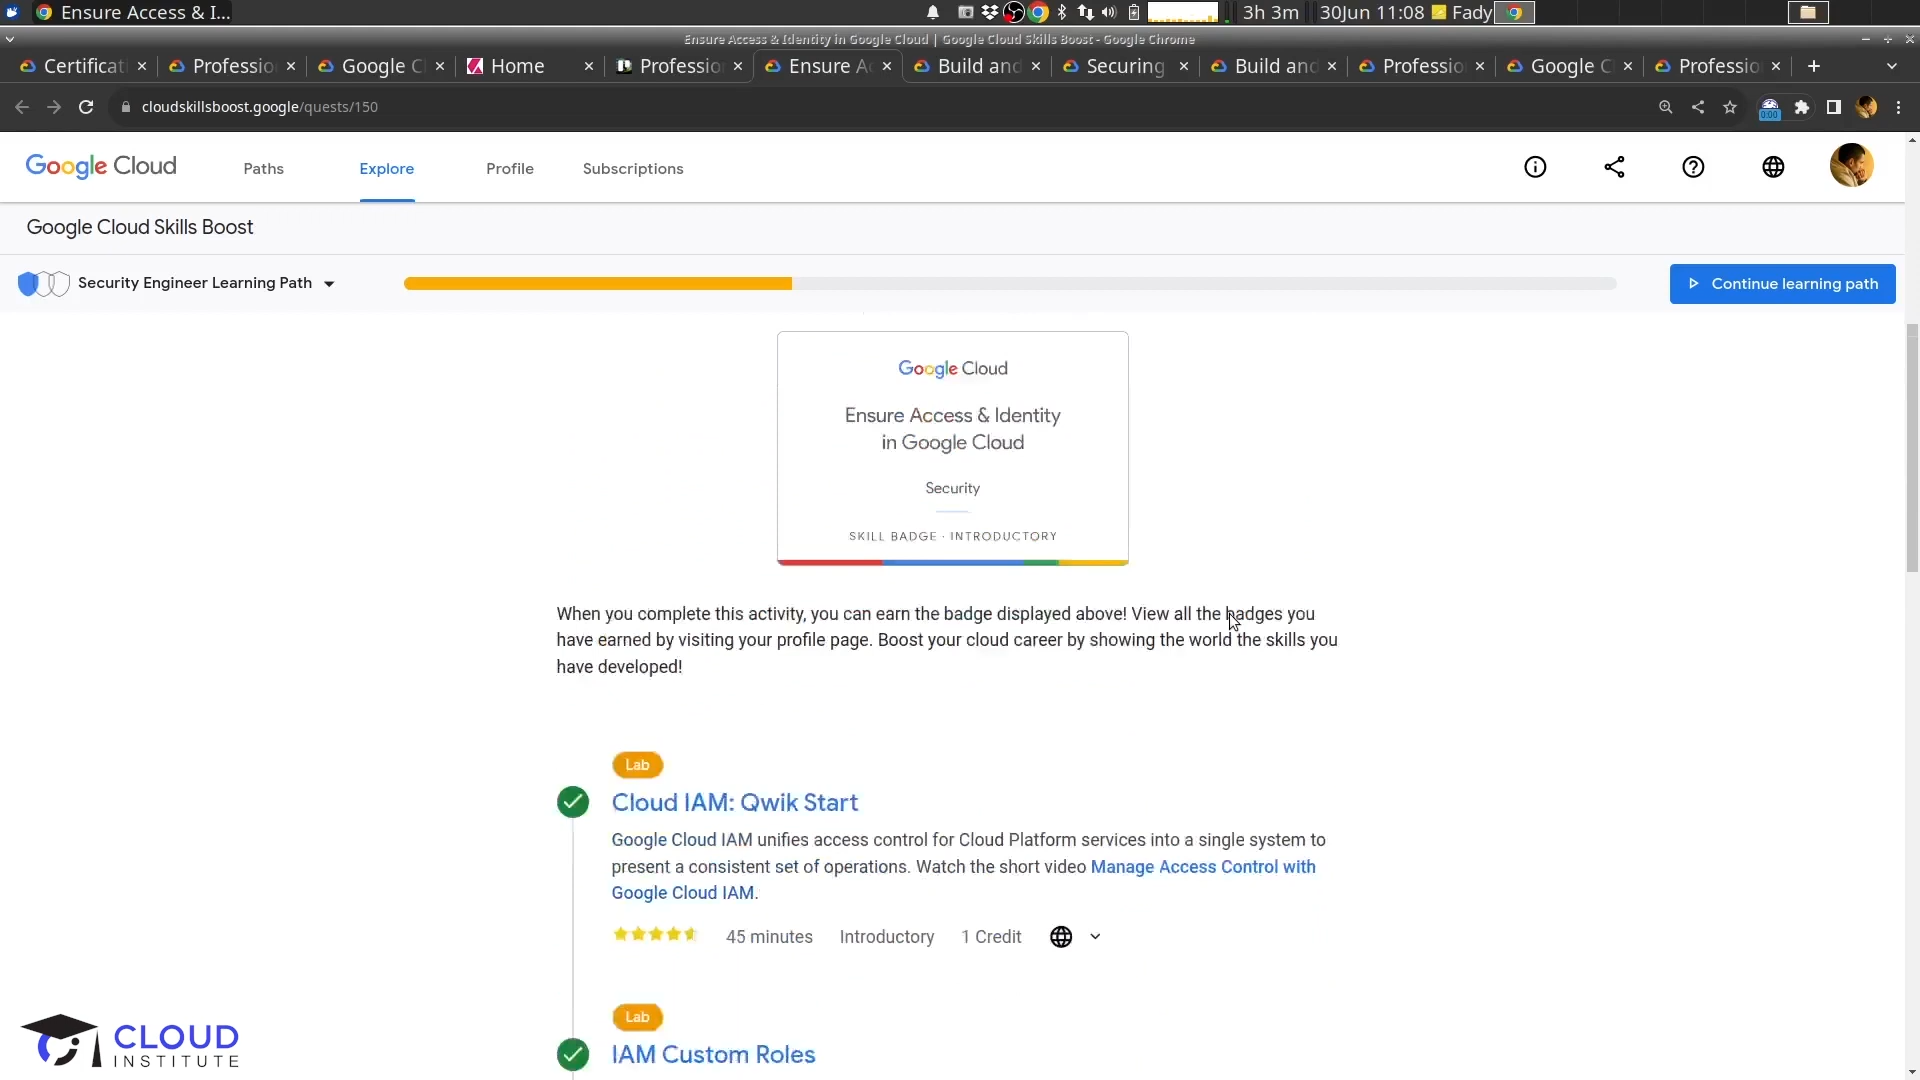 Ensure Access & I...
3h 3m
30Jun 11:08
Fady
Ensure Access & Identity in Google Cloud | Google Cloud Skills Boost - Google Chrome
Certificat
Professio
Google C
Home
Professio
Ensure A
Build and
Securing
Build and
Professio
Google C
Professio
cloudskillsboost.google/quests/150
0:00
Google Cloud
Paths
Explore
Profile
Subscriptions
Google Cloud Skills Boost
Security Engineer Learning Path
Continue learning path
Google Cloud
Ensure Access & Identity
in Google Cloud
Security
SKILL BADGE · INTRODUCTORY
When you complete this activity, you can earn the badge displayed above! View all the badges you
have earned by visiting your profile page. Boost your cloud career by showing the world the skills you
have developed!
Lab
Cloud IAM: Qwik Start
Google Cloud IAM unifies access control for Cloud Platform services into a single system to
present a consistent set of operations. Watch the short video Manage Access Control with
Google Cloud IAM.
45 minutes
Introductory
1 Credit
Lab
IAM Custom Roles
CLOUD
INSTITUTE